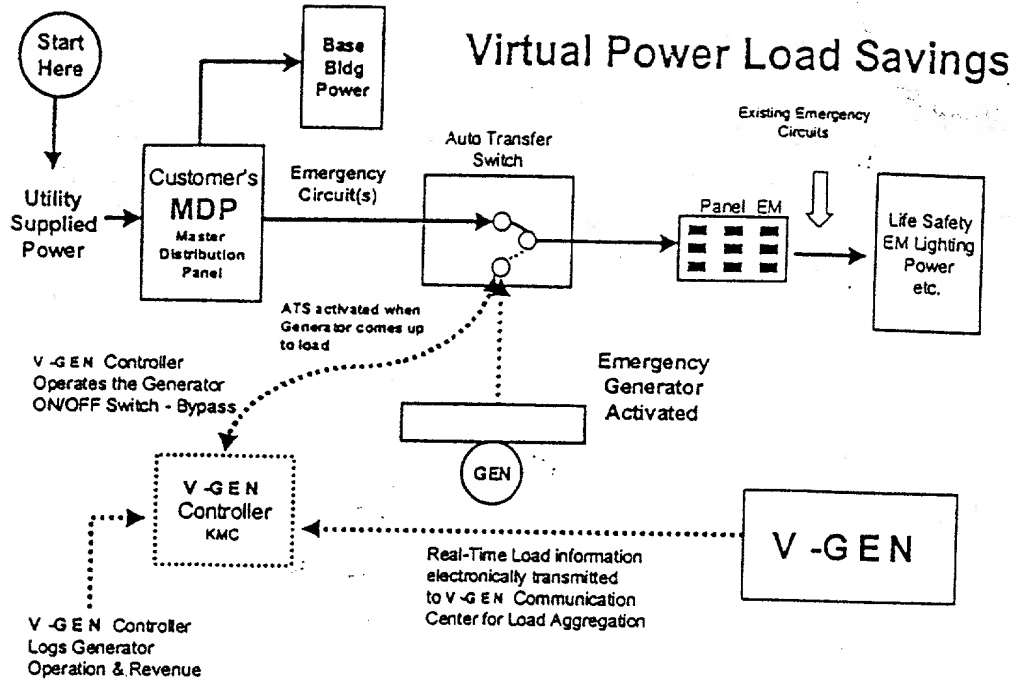 Virtual Power Load Savings
Start
Here
Base
Bldg
Power
Existing Emergency
Circuits
Auto Transfer
Switch
Utility
Supplied
Power
Customer's
MDP
Master
Distribution
Panel
Emergency
Circuit(s)
Panel EM
Life Safety
EM Lighting
Power
etc.
ATS activated when
Generator comes up
to load
V-GEN Controller
Operates the Generator
ON/OFF Switch - Bypass
Emergency
Generator
Activated
GEN
V-GEN
Controller
KMC
V-GEN
Real-Time Load information
electronically transmitted
to V-GEN Communication
Center for Load Aggregation
V-GEN Controller
Logs Generator
Operation & Revenue